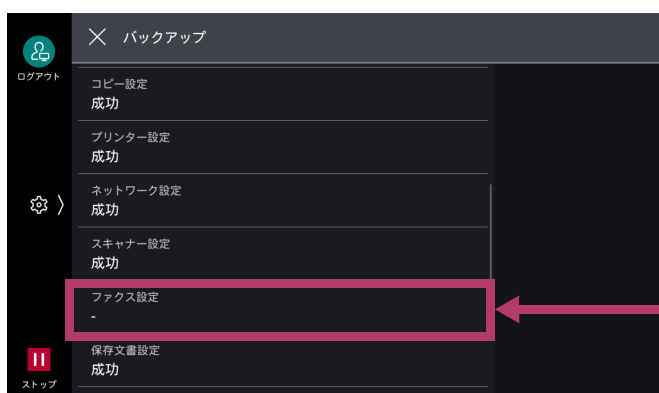 バックアップ
ログアウト
コピー設定
成功
プリンター設定
成功
ネットワーク設定
成功
スキャナー設定
成功
ファクス設定
-
保存文書設定
成功
ストップ